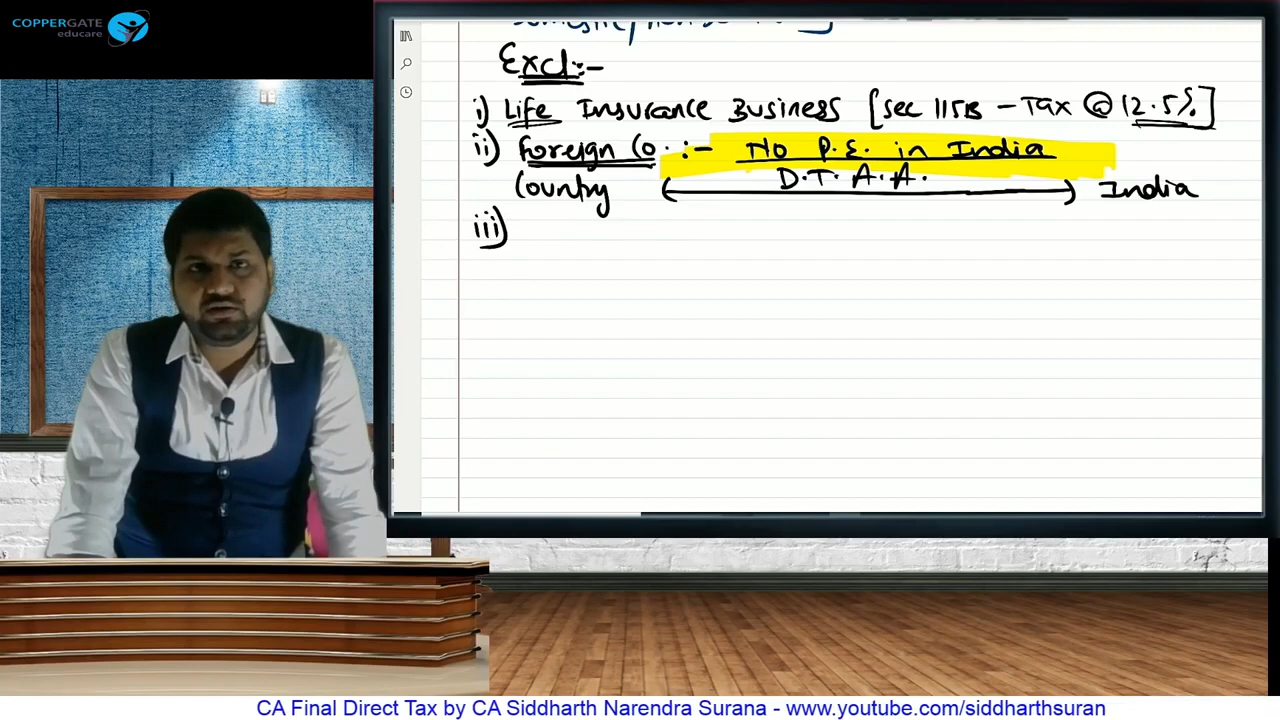 COPPERGATE
educare
Excl:-
i) Life Insurance Business [Sec 115B - Tax @ 12.5%]
ii) Foreign Co. :- No P.E. in India
Country D.T.A.A. India
iii)
CA Final Direct Tax by CA Siddharth Narendra Surana - www.youtube.com/siddharthsuran